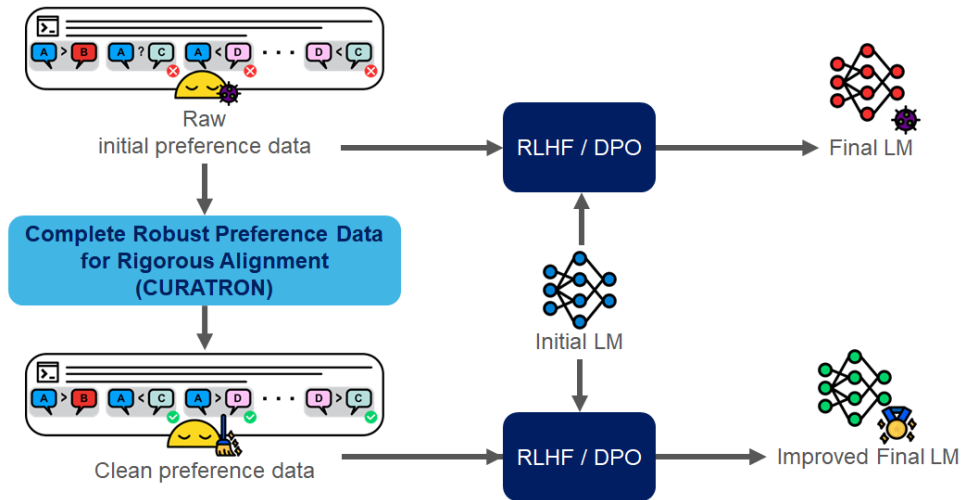 A > B A ? C A < D . . . D < C
Raw
initial preference data
RLHF / DPO
Final LM
Complete Robust Preference Data
for Rigorous Alignment
(CURATRON)
Initial LM
A > B A < C A > D . . . D > C
Clean preference data
RLHF / DPO
Improved Final LM